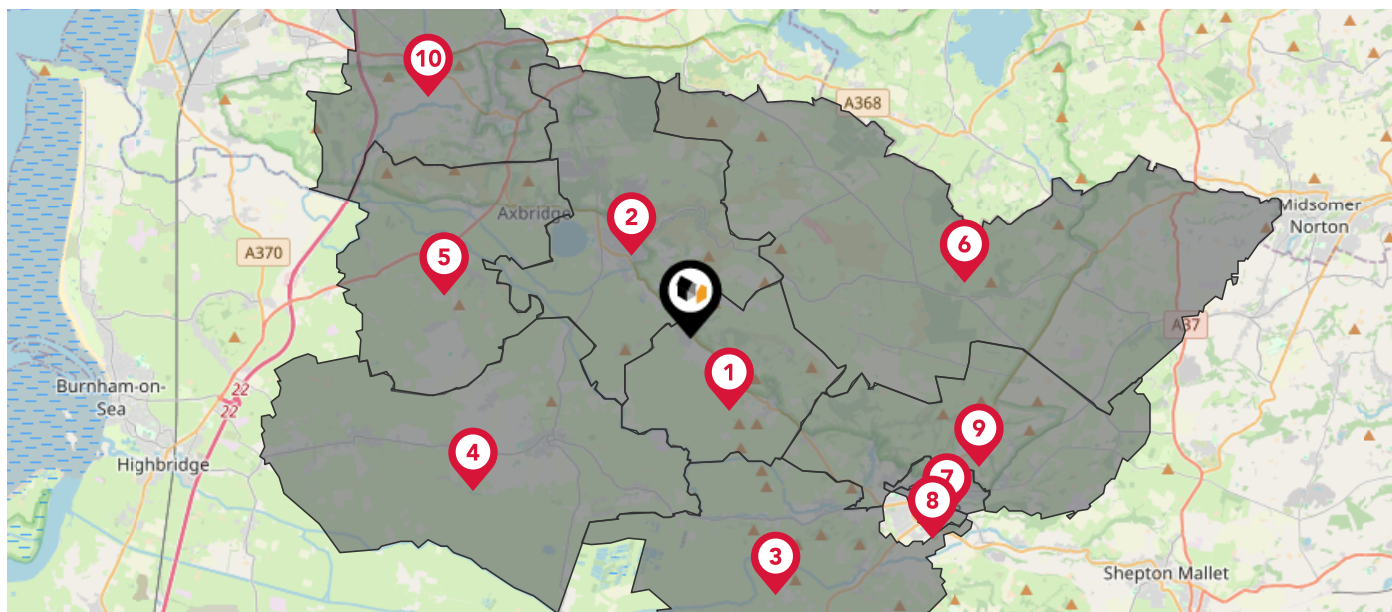 10
A368
2
Axbridge
Midsomer
Norton
6
5
A370
A37
1
Burnham-on-
Sea
22
22
9
4
Highbridge
7
8
3
Shepton Mallet